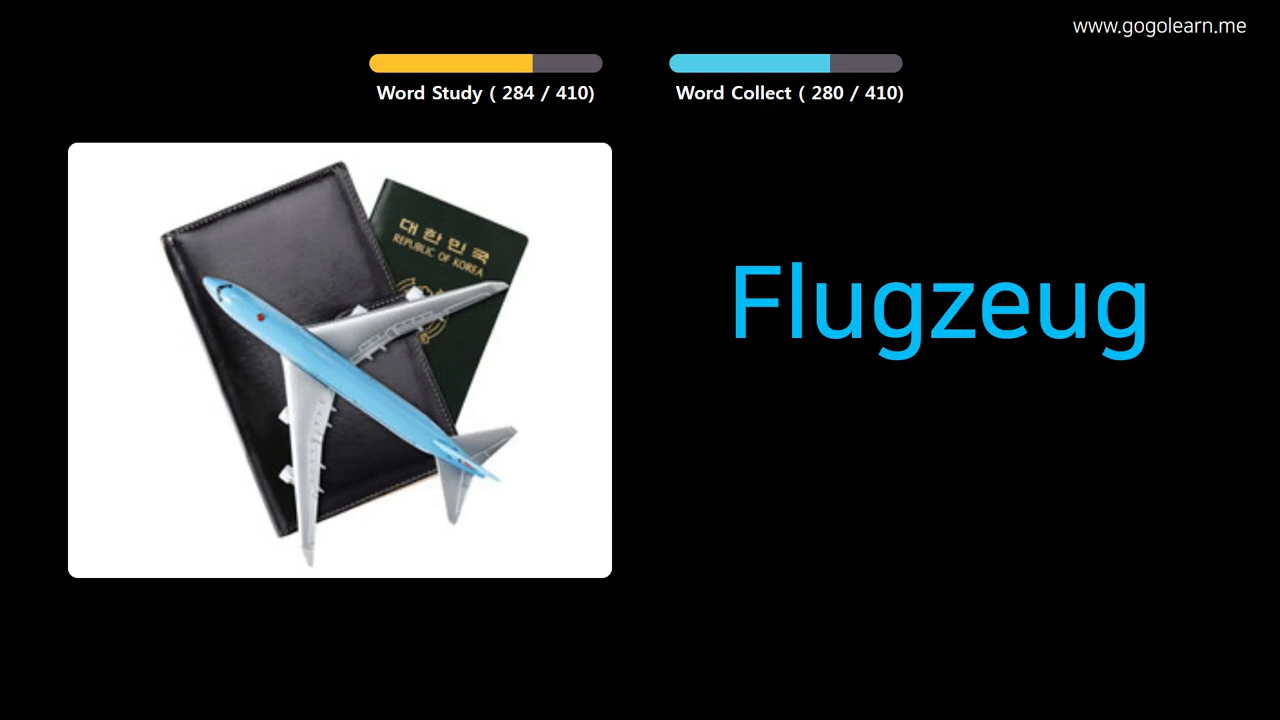 www.gogolearn.me
Word Study ( 284 / 410)
Word Collect ( 280 / 410)
대한민국
REPUBLIC OF KOREA
Flugzeug